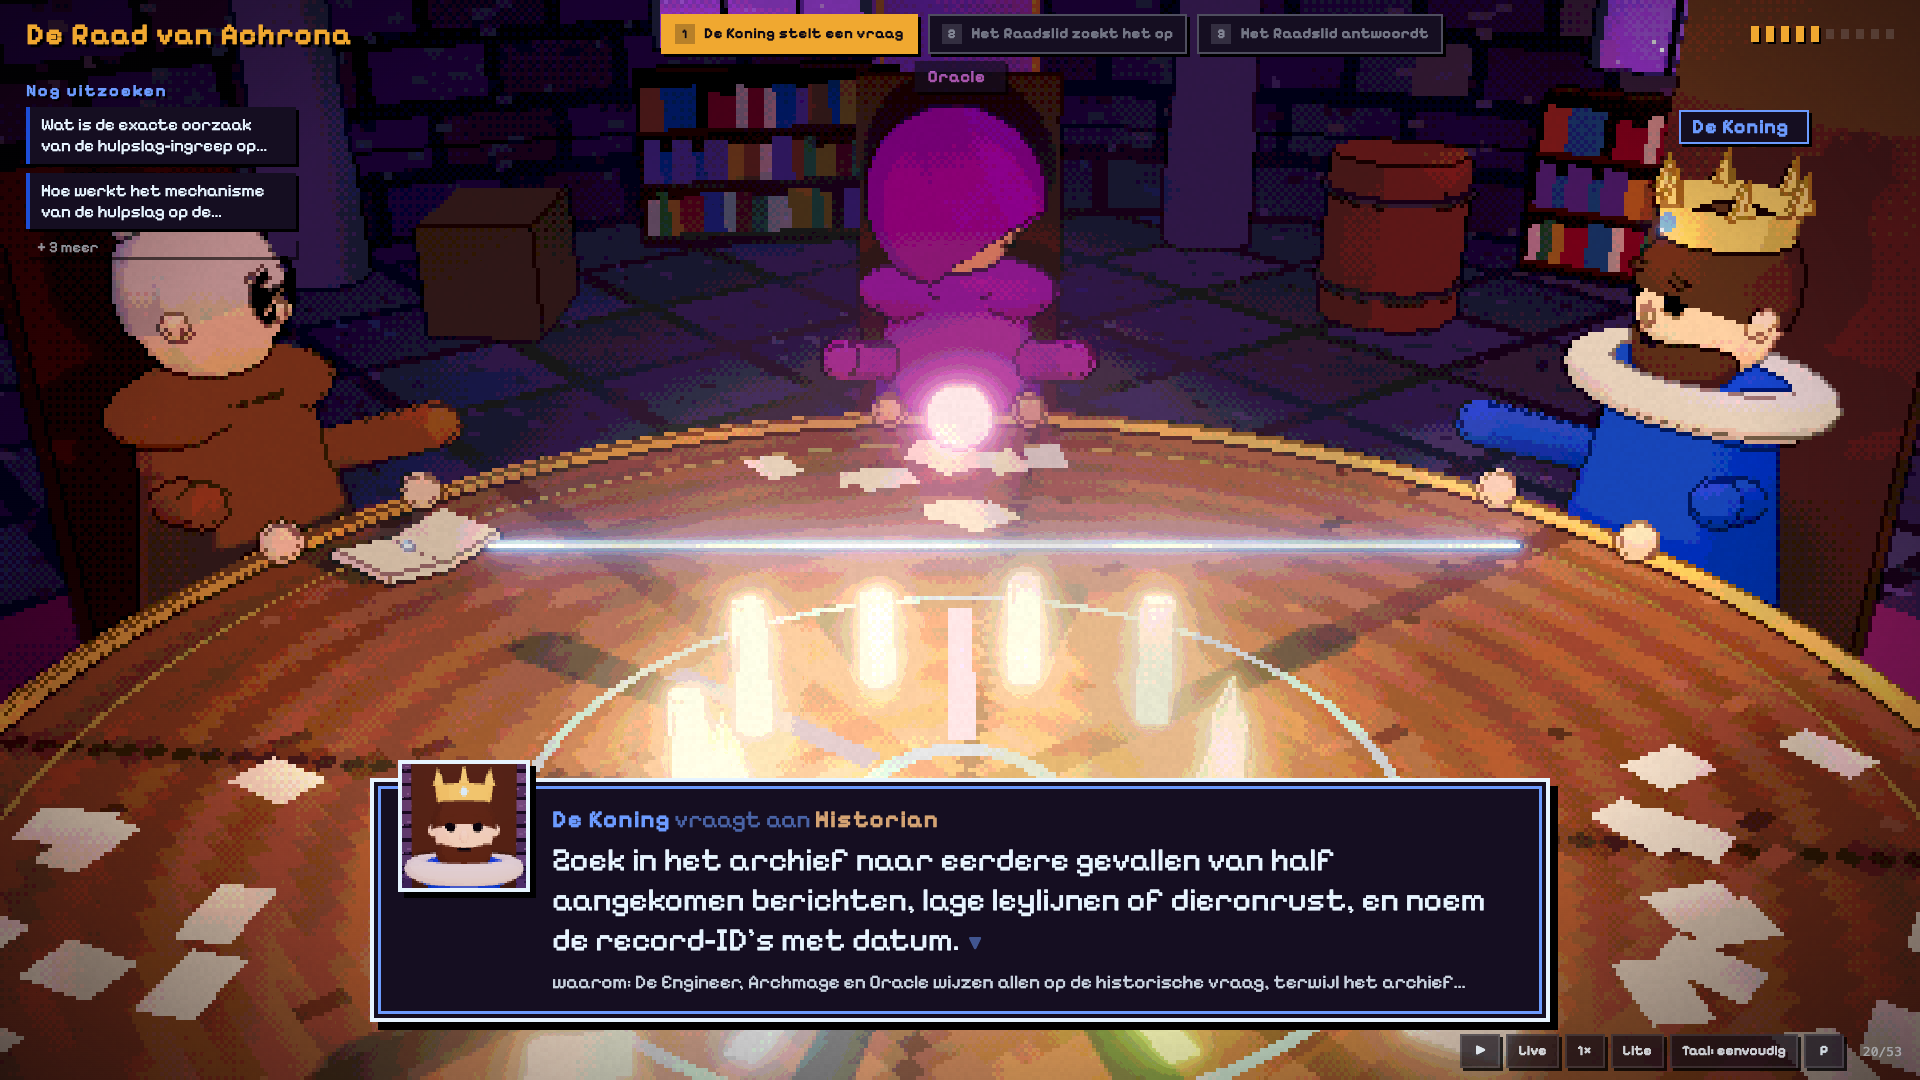 De Raad van Achrona
1 De Koning stelt een vraag
2 Het Raadslid zoekt het op
3 Het Raadslid antwoordt
Nog uitzoeken
Wat is de exacte oorzaak
van de hulpslag-ingreep op...
Hoe werkt het mechanisme
van de hulpslag op de...
+ 3 meer
Oracle
De Koning
De Koning vraagt aan Historian
Zoek in het archief naar eerdere gevallen van half
aangekomen berichten, lage leylijnen of dieronrust, en noem
de record-ID's met datum.
waarom: De Engineer, Archmage en Oracle wijzen allen op de historische vraag, terwijl het archief...
Live
1×
Lite
Taal: eenvoudig
P
20/53